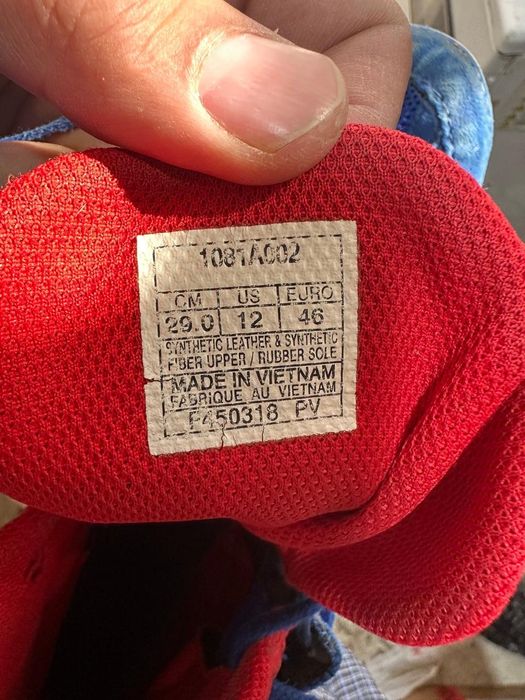 1081A002
CM US EURO
29.0 12 46
SYNTHETIC LEATHER & SYNTHETIC
FIBER UPPER / RUBBER SOLE
MADE IN VIETNAM
FABRIQUE AU VIETNAM
F450318 PV